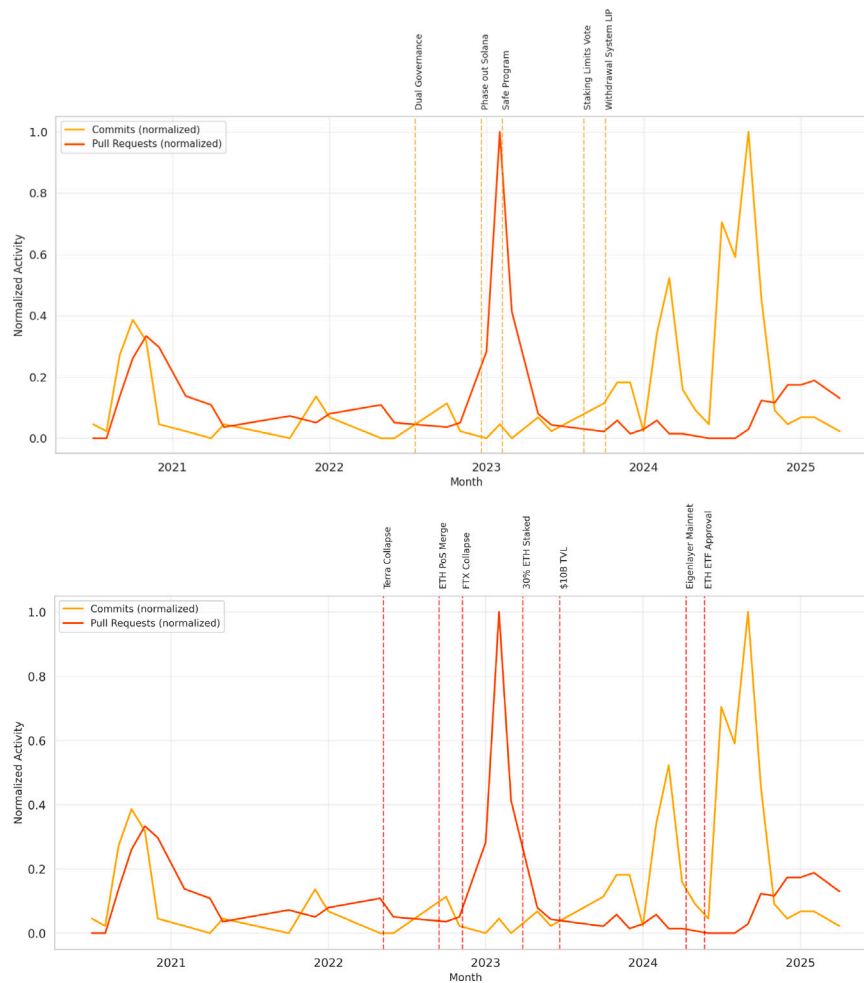 Dual Governance
Phase out Solana
Safe Program
Staking Limits Vote
Withdrawal System LIP
Commits (normalized)
Pull Requests (normalized)
Normalized Activity
1.0
0.8
0.6
0.4
0.2
0.0
2021
2022
2023
2024
2025
Month
Terra Collapse
ETH PoS Merge
FTX Collapse
30% ETH Staked
$10B TVL
Eigenlayer Mainnet
ETH ETF Approval
Commits (normalized)
Pull Requests (normalized)
Normalized Activity
1.0
0.8
0.6
0.4
0.2
0.0
2021
2022
2023
2024
2025
Month